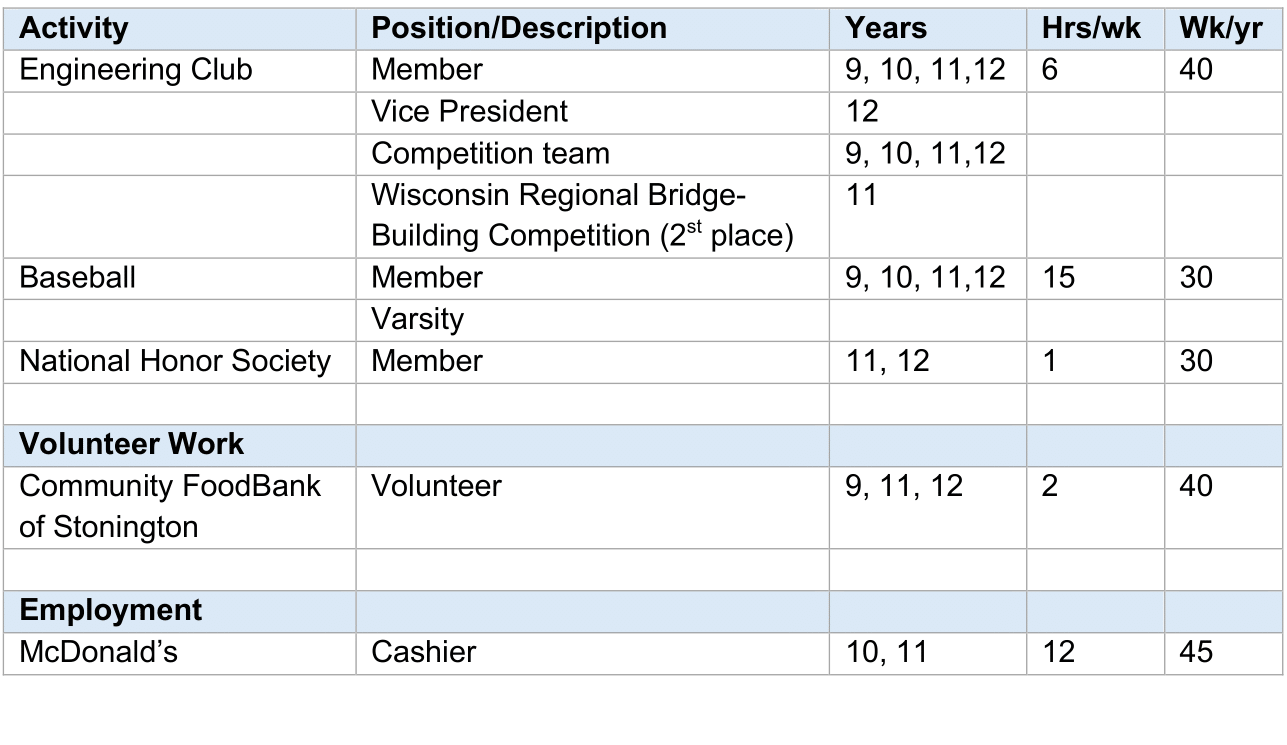 Activity Position/Description Years Hrs/wk Wk/yr
Engineering Club Member 9, 10, 11,12 6 40
Vice President 12
Competition team 9, 10, 11,12
Wisconsin Regional Bridge- 11
Building Competition (2st place)
Baseball Member 9, 10, 11,12 15 30
Varsity
National Honor Society Member 11, 12 1 30
Volunteer Work
Community FoodBank Volunteer 9, 11, 12 2 40
of Stonington
Employment
McDonald’s Cashier 10, 11 12 45